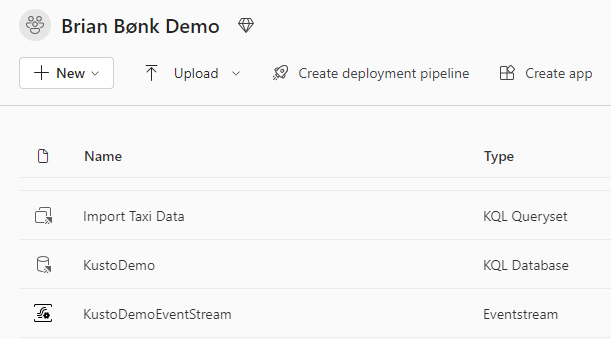 Brian Bønk Demo
New Upload Create deployment pipeline Create app
Name Type
Import Taxi Data KQL Queryset
KustoDemo KQL Database
KustoDemoEventStream Eventstream